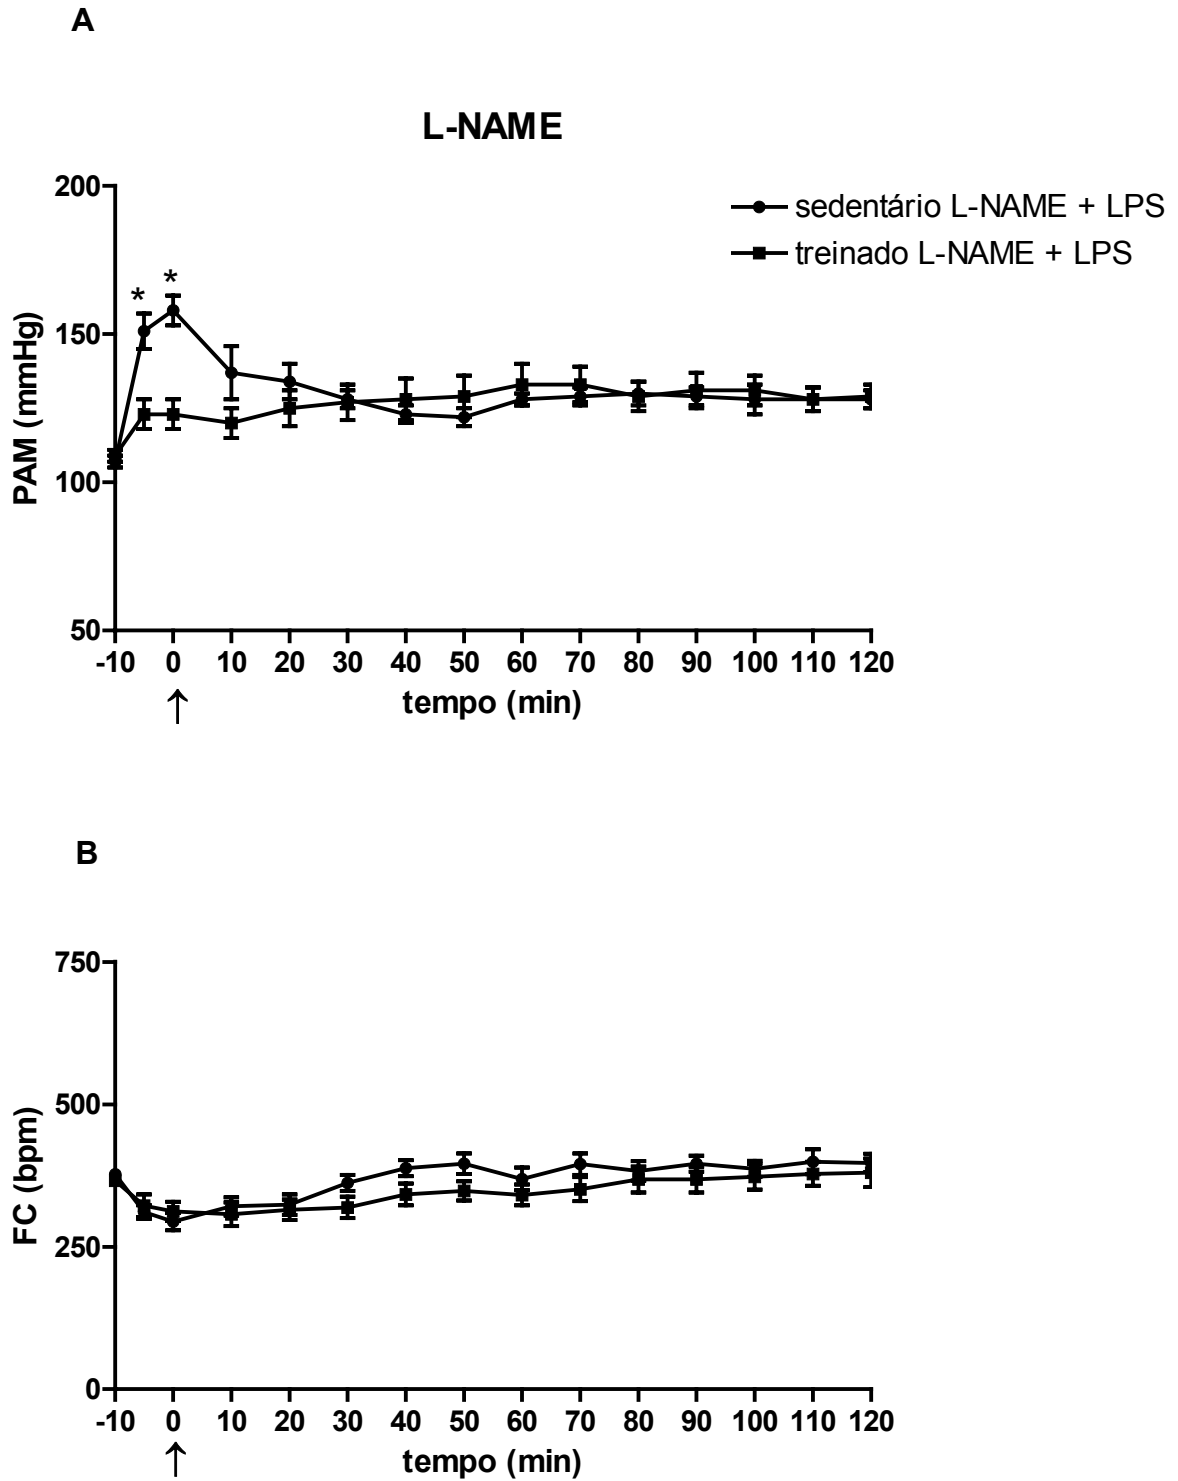 A
L-NAME
200
150
100
50
PAM (mmHg)
sedentário L-NAME + LPS
treinado L-NAME + LPS
*
*
-10 0 10 20 30 40 50 60 70 80 90 100 110 120
↑
tempo (min)
B
750
500
250
0
FC (bpm)
-10 0 10 20 30 40 50 60 70 80 90 100 110 120
↑
tempo (min)